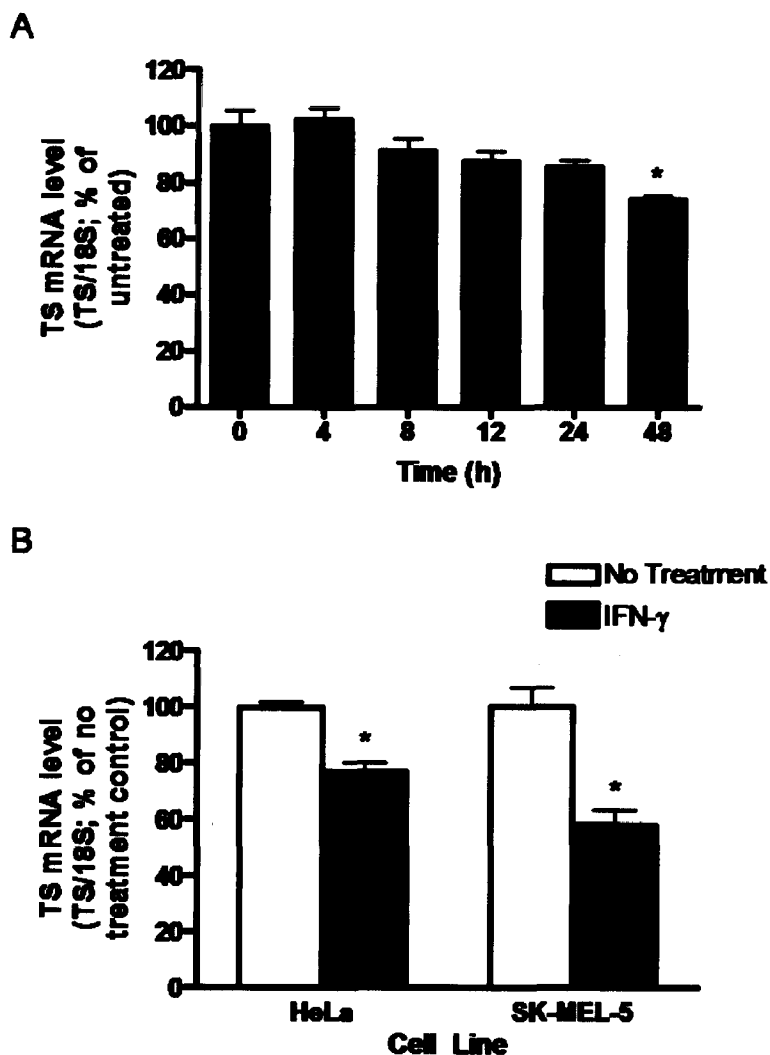 A
TS mRNA level
(TS/18S; % of
untreated)
120
100
80
60
40
20
0
*
0 4 8 12 24 48
Time (h)
B
No Treatment
IFN-γ
TS mRNA level
(TS/18S; % of no
treatment control)
120
100
80
60
40
20
0
*
*
HeLa SK-MEL-5
Cell Line